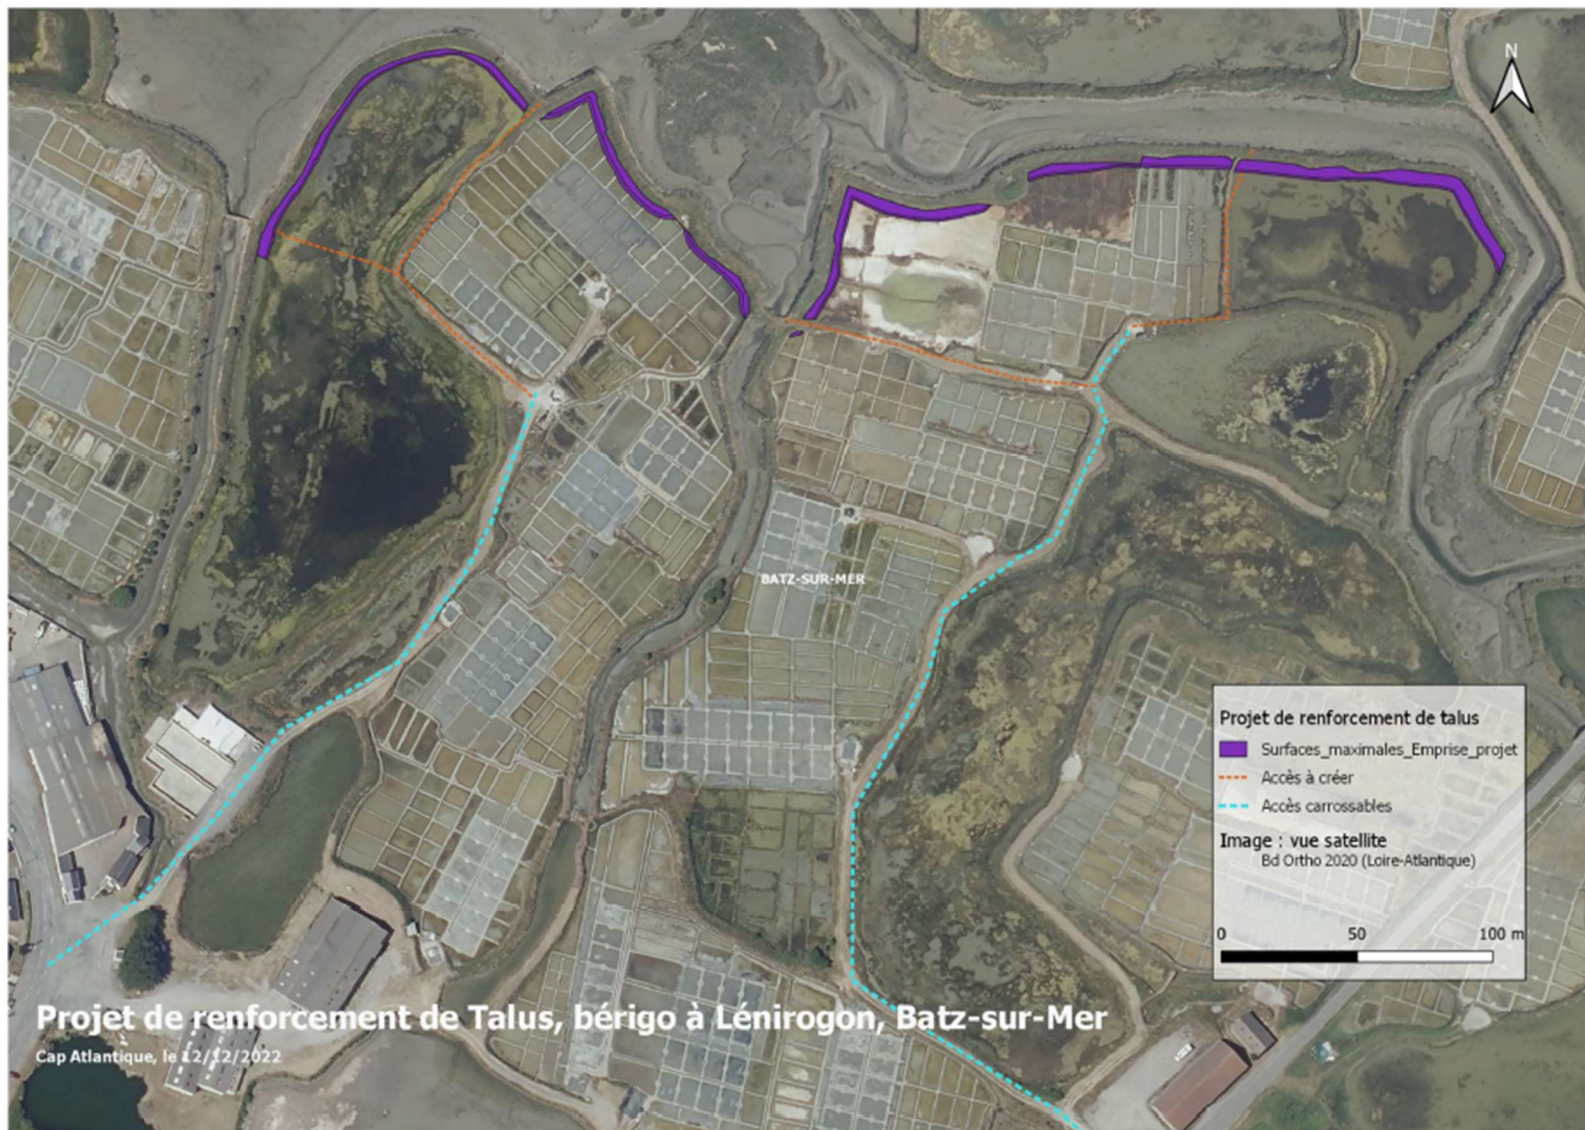 N
BATZ-SUR-MER
Projet de renforcement de talus
Surfaces_maximales_Emprise_projet
Accès à créer
Accès carrossables
Image : vue satellite
Bd Ortho 2020 (Loire-Atlantique)
0 50 100 m
Projet de renforcement de Talus, bérigo à Lénirogon, Batz-sur-Mer
Cap Atlantique, le 12/12/2022